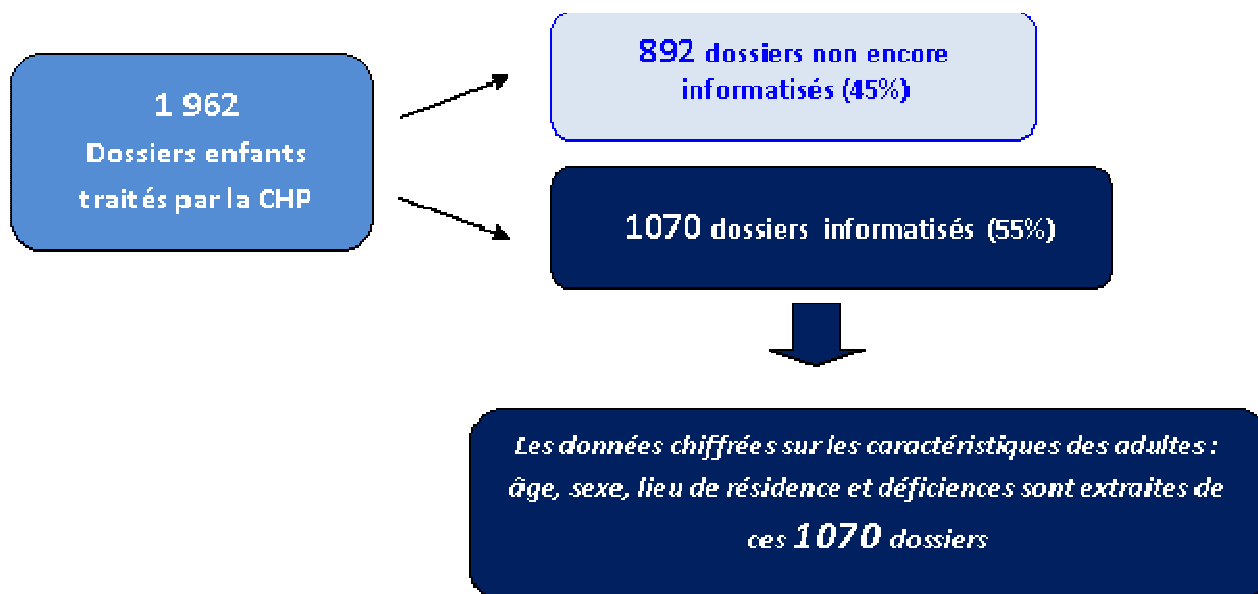 1 962
Dossiers enfants
traités par la CHP
892 dossiers non encore
informatisés (45%)
1070 dossiers informatisés (55%)
Les données chiffrées sur les caractéristiques des adultes :
âge, sexe, lieu de résidence et déficiences sont extraites de
ces 1070 dossiers